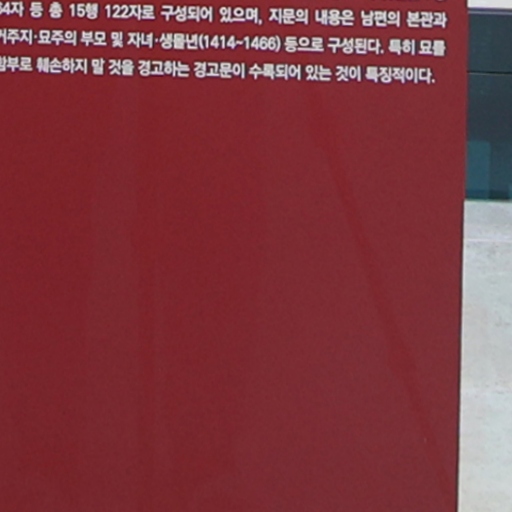 64자 등 총 15행 122자로 구성되어 있으며, 지문의 내용은 남편의 본관과
거주지·묘주의 부모 및 자녀·생몰년(1414~1466) 등으로 구성된다. 특히 묘를
함부로 훼손하지 말 것을 경고하는 경고문이 수록되어 있는 것이 특징적이다.